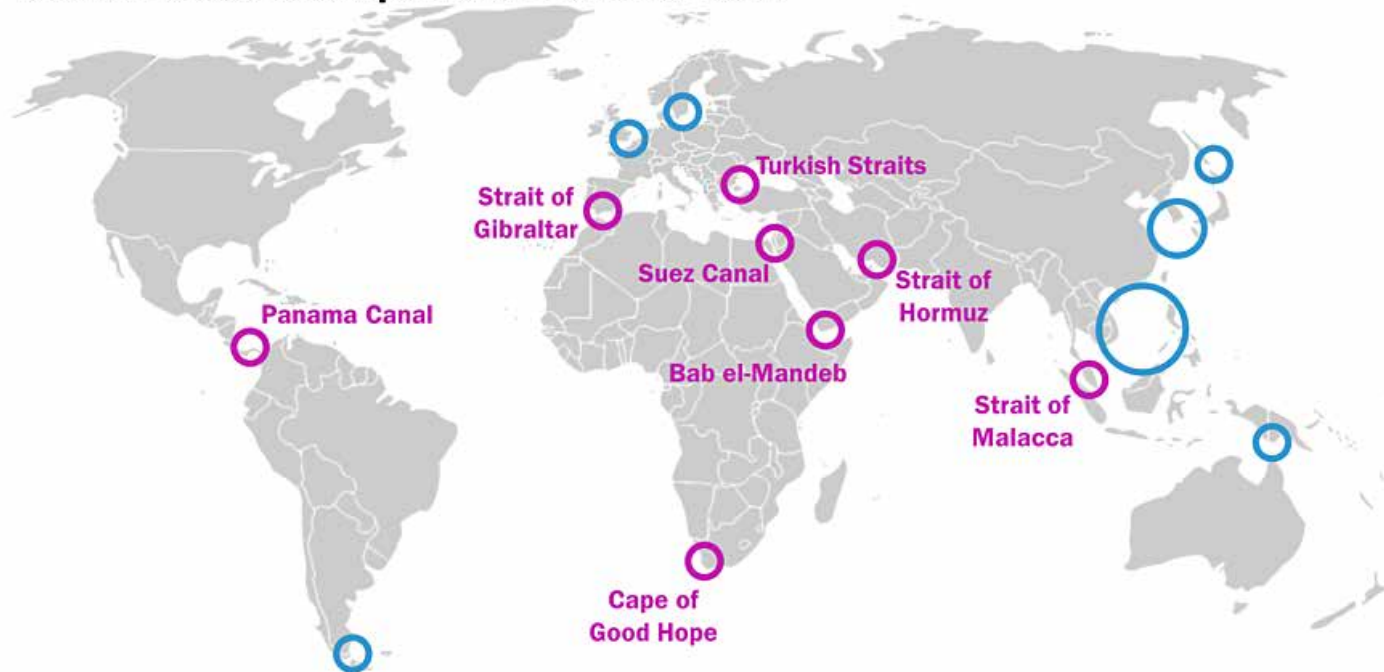 Turkish Straits
Strait of
Gibraltar
Suez Canal
Strait of
Hormuz
Panama Canal
Bab el-Mandeb
Strait of
Malacca
Cape of
Good Hope